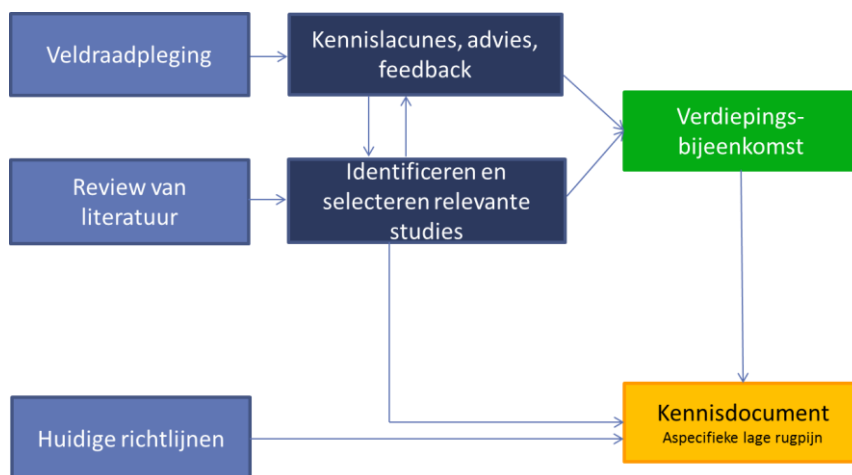 Veldraadpleging
Kennislacunes, advies,
feedback
Verdiepings-
bijeenkomst
Review van
literatuur
Identificeren en
selecteren relevante
studies
Huidige richtlijnen
Kennisdocument
Aspecifieke lage rugpijn